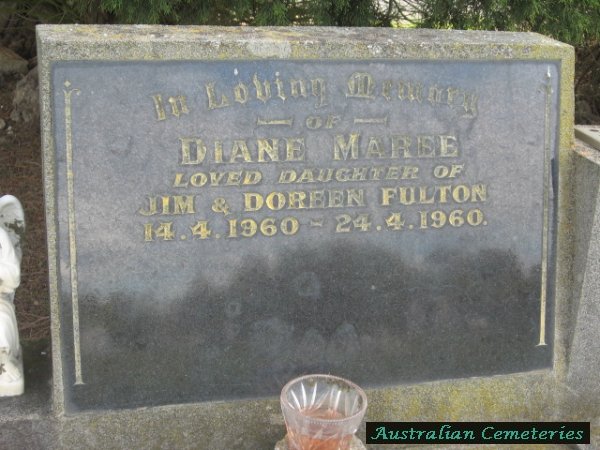 In Loving Memory
OF
DIANE MAREE
LOVED DAUGHTER OF
JIM & DOREEN FULTON
14.4.1960 - 24.4.1960.
Australian Cemeteries